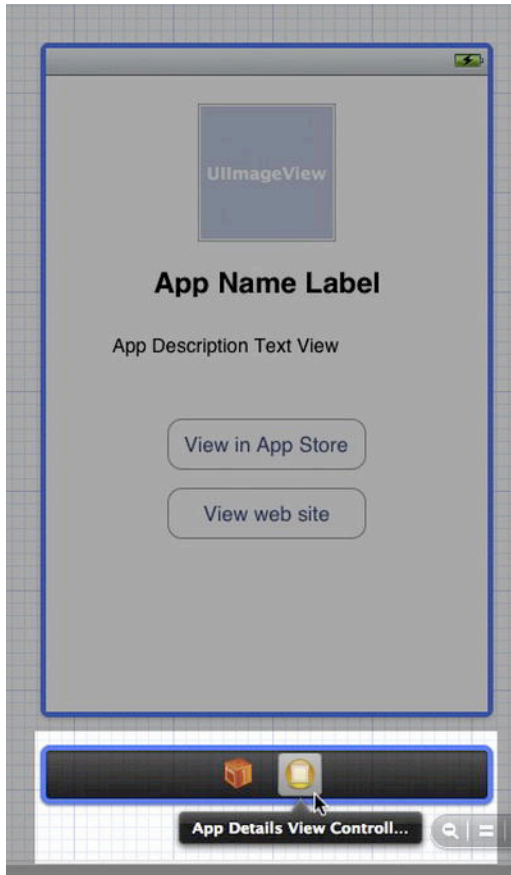 UIImageView
App Name Label
App Description Text View
View in App Store
View web site
App Details View Controll...